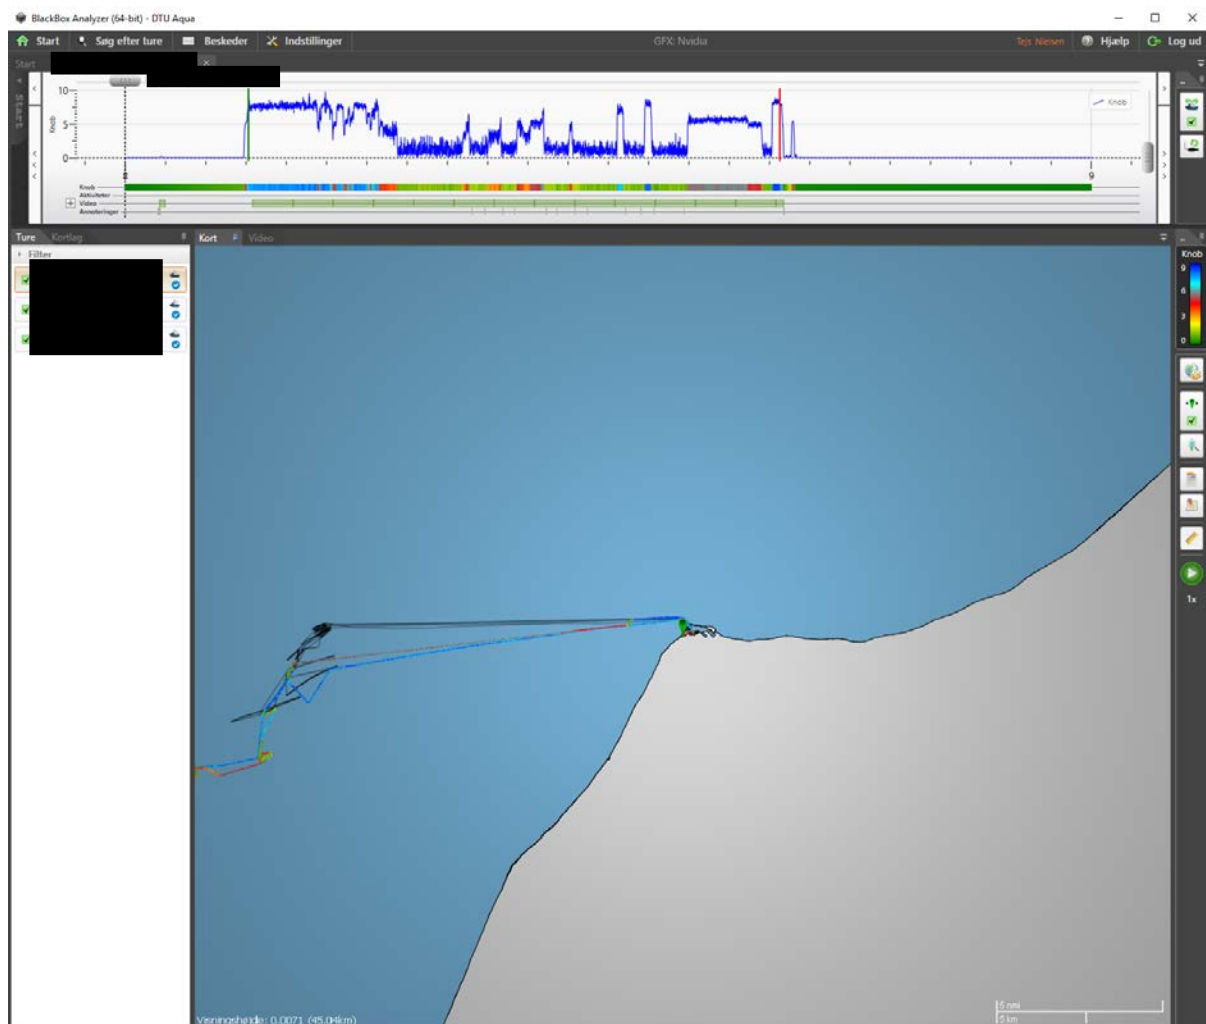 BlackBox Analyzer (64-bit) - DTU Aqua
Start Søg efter ture Beskeder Indstillinger GFX: Nvidia Tejs Nielsen Hjælp Log ud
Start
Start
10
5
0
Knob
Knob
8 9
Knob
Aktiviteter
Video
Annoteringer
Ture Kortlag Kort Video
Filter
Knob
9
6
3
0
1x
Visningshøjde: 0.0071 (45.04km)
5 nmi
5 km